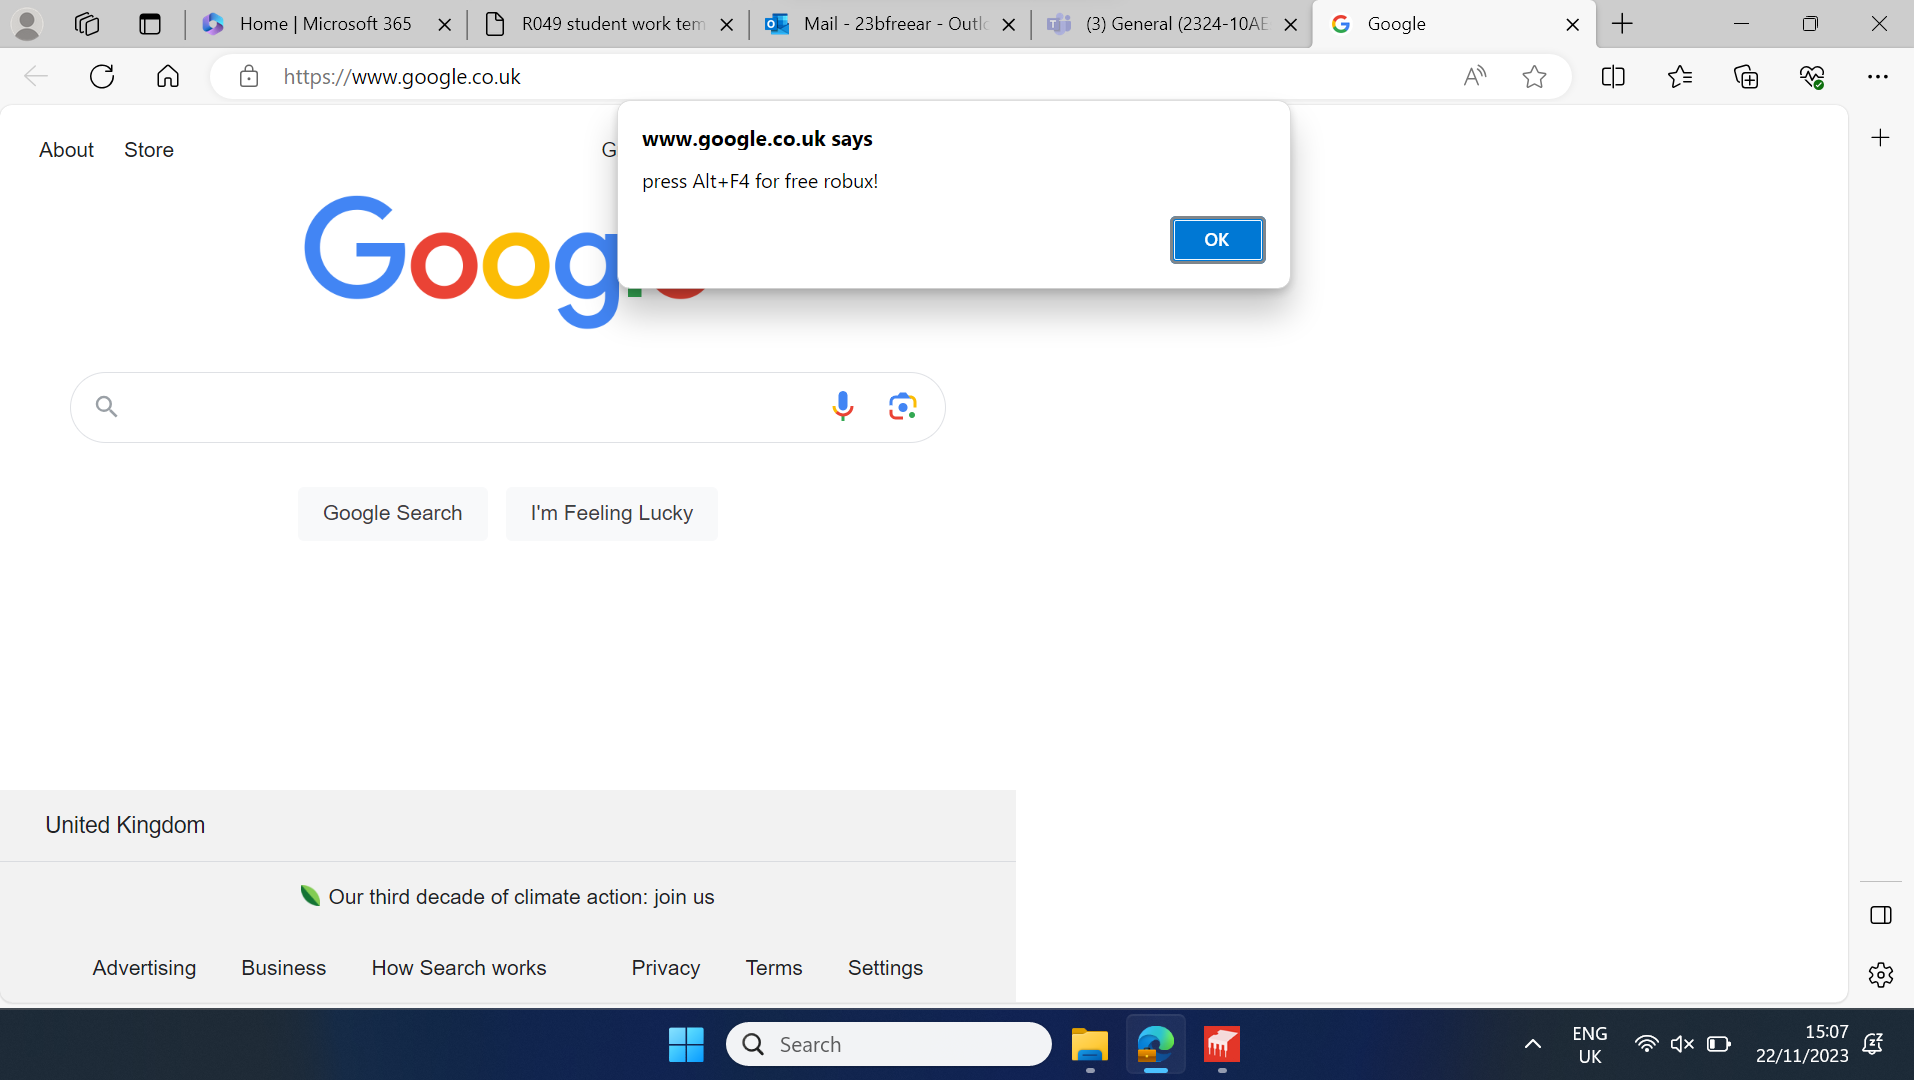 Home | Microsoft 365
R049 student work tem
Mail - 23bfreear - Outlo
(3) General (2324-10AE
Google
https://www.google.co.uk
About
Store
G
www.google.co.uk says
press Alt+F4 for free robux!
OK
Google
Google Search
I'm Feeling Lucky
United Kingdom
Our third decade of climate action: join us
Advertising
Business
How Search works
Privacy
Terms
Settings
Search
ENG
UK
15:07
22/11/2023